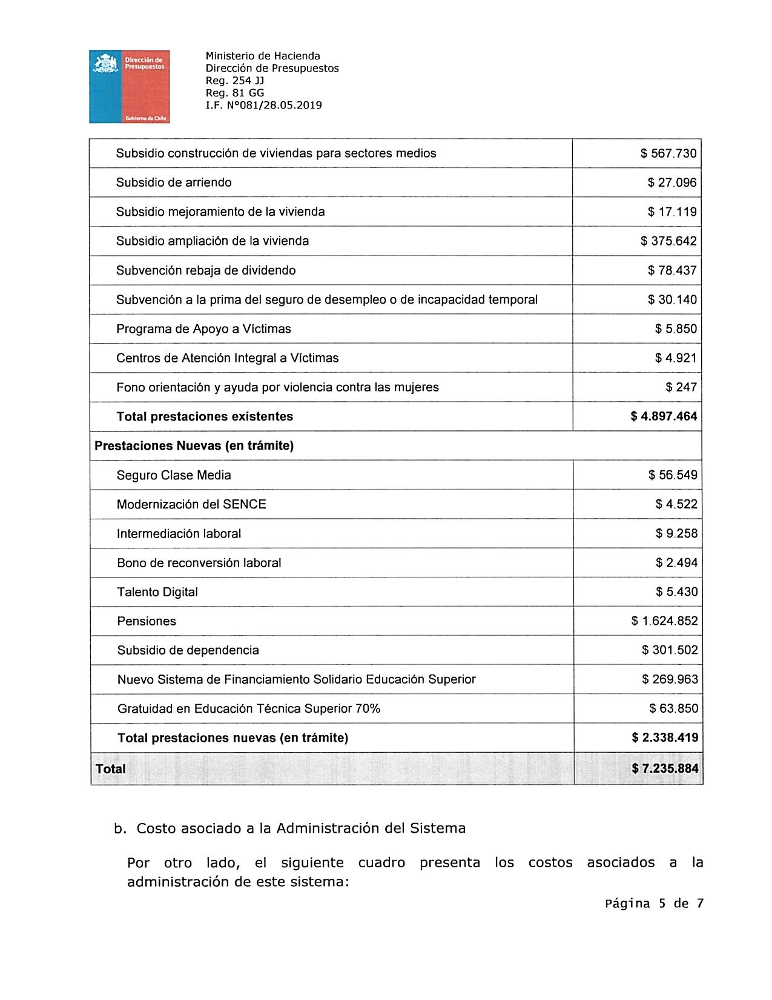 Dirección de
Presupuestos
Gobierno de Chile
Ministerio de Hacienda
Dirección de Presupuestos
Reg. 254 JJ
Reg. 81 GG
I.F. N°081/28.05.2019
Subsidio construcción de viviendas para sectores medios $ 567.730
Subsidio de arriendo $ 27.096
Subsidio mejoramiento de la vivienda $ 17.119
Subsidio ampliación de la vivienda $ 375.642
Subvención rebaja de dividendo $ 78.437
Subvención a la prima del seguro de desempleo o de incapacidad temporal $ 30.140
Programa de Apoyo a Víctimas $ 5.850
Centros de Atención Integral a Víctimas $ 4.921
Fono orientación y ayuda por violencia contra las mujeres $ 247
Total prestaciones existentes $ 4.897.464
Prestaciones Nuevas (en trámite)
Seguro Clase Media $ 56.549
Modernización del SENCE $ 4.522
Intermediación laboral $ 9.258
Bono de reconversión laboral $ 2.494
Talento Digital $ 5.430
Pensiones $ 1.624.852
Subsidio de dependencia $ 301.502
Nuevo Sistema de Financiamiento Solidario Educación Superior $ 269.963
Gratuidad en Educación Técnica Superior 70% $ 63.850
Total prestaciones nuevas (en trámite) $ 2.338.419
Total $ 7.235.884
b. Costo asociado a la Administración del Sistema
Por otro lado, el siguiente cuadro presenta los costos asociados a la
administración de este sistema:
Página 5 de 7